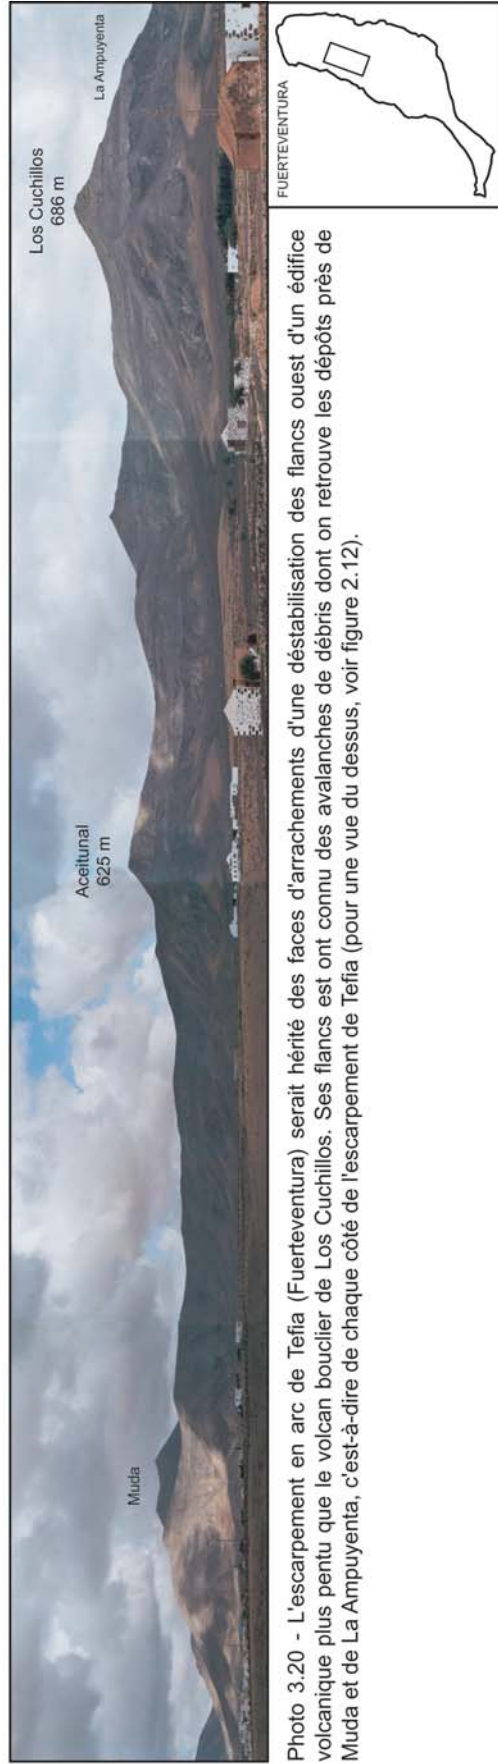 Muda
Aceitunal
625 m
Los Cuchillos
686 m
La Ampuyenta
Photo 3.20 - L'escarpement en arc de Tefia (Fuerteventura) serait hérité des faces d'arrachements d'une déstabilisation des flancs ouest d'un édifice
volcanique plus pentu que le volcan bouclier de Los Cuchillos. Ses flancs est ont connu des avalanches de débris dont on retrouve les dépôts près de
Muda et de La Ampuyenta, c'est-à-dire de chaque côté de l'escarpement de Tefia (pour une vue du dessus, voir figure 2.12).
FUERTEVENTURA